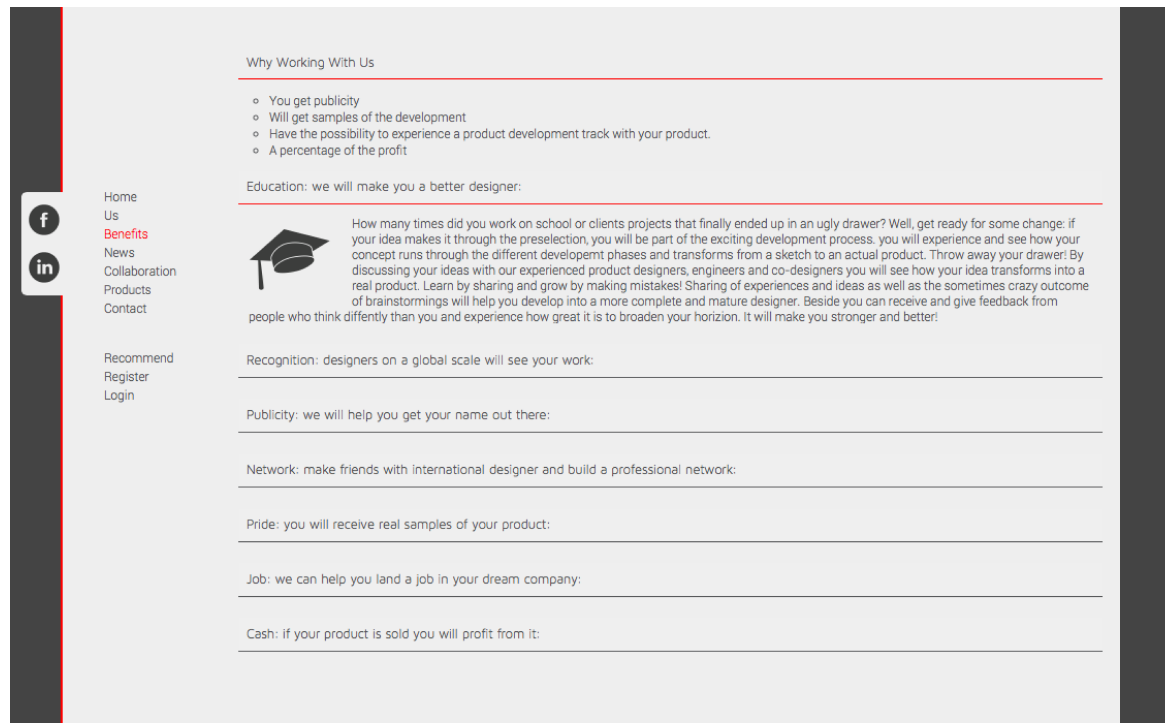 Why Working With Us
You get publicity
Will get samples of the development
Have the possibility to experience a product development track with your product.
A percentage of the profit
Education: we will make you a better designer:
How many times did you work on school or clients projects that finally ended up in an ugly drawer? Well, get ready for some change: if
your idea makes it through the preselection, you will be part of the exciting development process. you will experience and see how your
concept runs through the different developemt phases and transforms from a sketch to an actual product. Throw away your drawer! By
discussing your ideas with our experienced product designers, engineers and co-designers you will see how your idea transforms into a
real product. Learn by sharing and grow by making mistakes! Sharing of experiences and ideas as well as the sometimes crazy outcome
of brainstormings will help you develop into a more complete and mature designer. Beside you can receive and give feedback from
people who think diffently than you and experience how great it is to broaden your horizion. It will make you stronger and better!
Recognition: designers on a global scale will see your work:
Publicity: we will help you get your name out there:
Network: make friends with international designer and build a professional network:
Pride: you will receive real samples of your product:
Job: we can help you land a job in your dream company:
Cash: if your product is sold you will profit from it:
Home
Us
Benefits
News
Collaboration
Products
Contact
Recommend
Register
Login
f
in